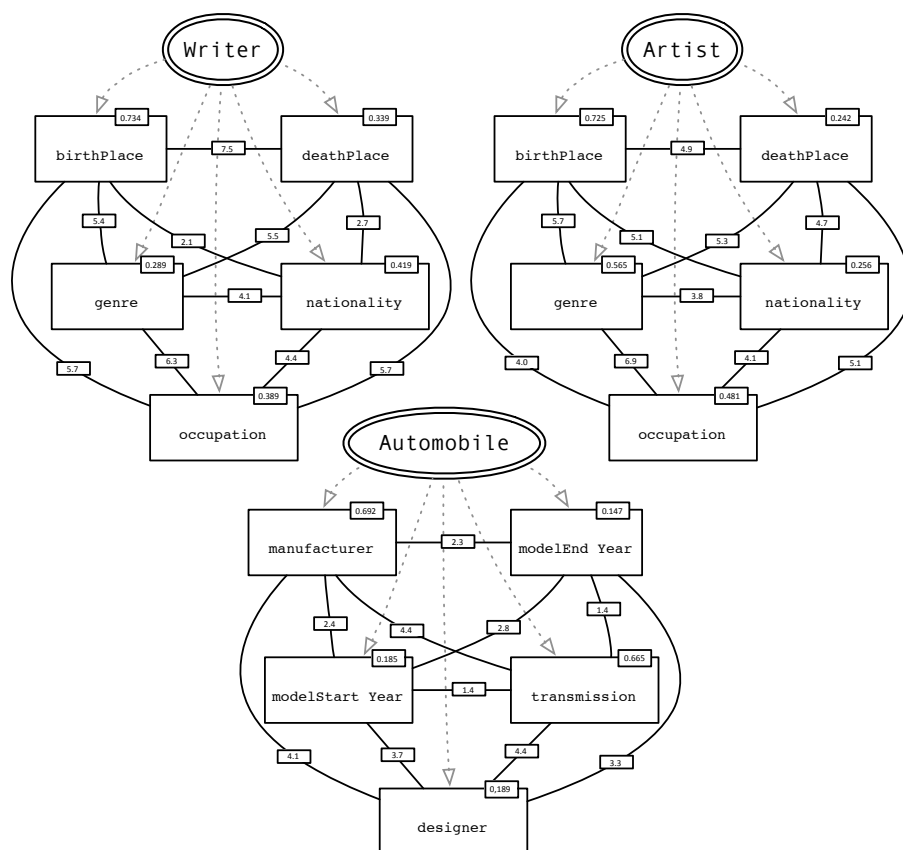 Writer
Artist
0.734
0.339
0.725
0.242
birthPlace
7.5
deathPlace
birthPlace
4.9
deathPlace
5.4
2.1
5.5
2.7
5.7
5.1
5.3
4.7
0.289
0.419
0.565
0.256
genre
4.1
nationality
genre
3.8
nationality
5.7
6.3
4.4
5.7
4.0
6.9
4.1
5.1
0.389
0.481
occupation
occupation
Automobile
0.692
0.147
manufacturer
2.3
modelEnd Year
2.4
4.4
2.8
1.4
0.185
0.665
modelStart Year
1.4
transmission
4.1
3.7
4.4
3.3
0,189
designer